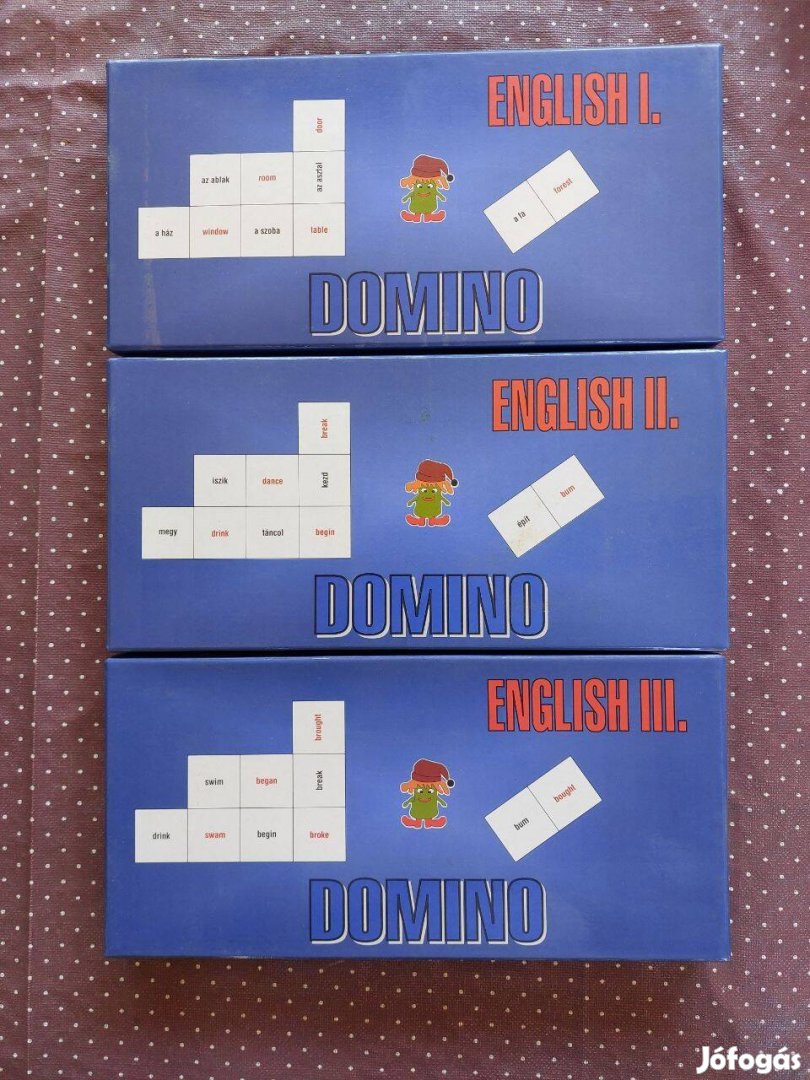 ENGLISH I.
door
az ablak room az asztal
a ház window a szoba table
a fa forest
DOMINO
ENGLISH II.
break
iszik dance kezd
megy drink táncol begin
épít bum
DOMINO
ENGLISH III.
brought
swim began break
drink swam begin broke
bum bought
DOMINO
Jófogás